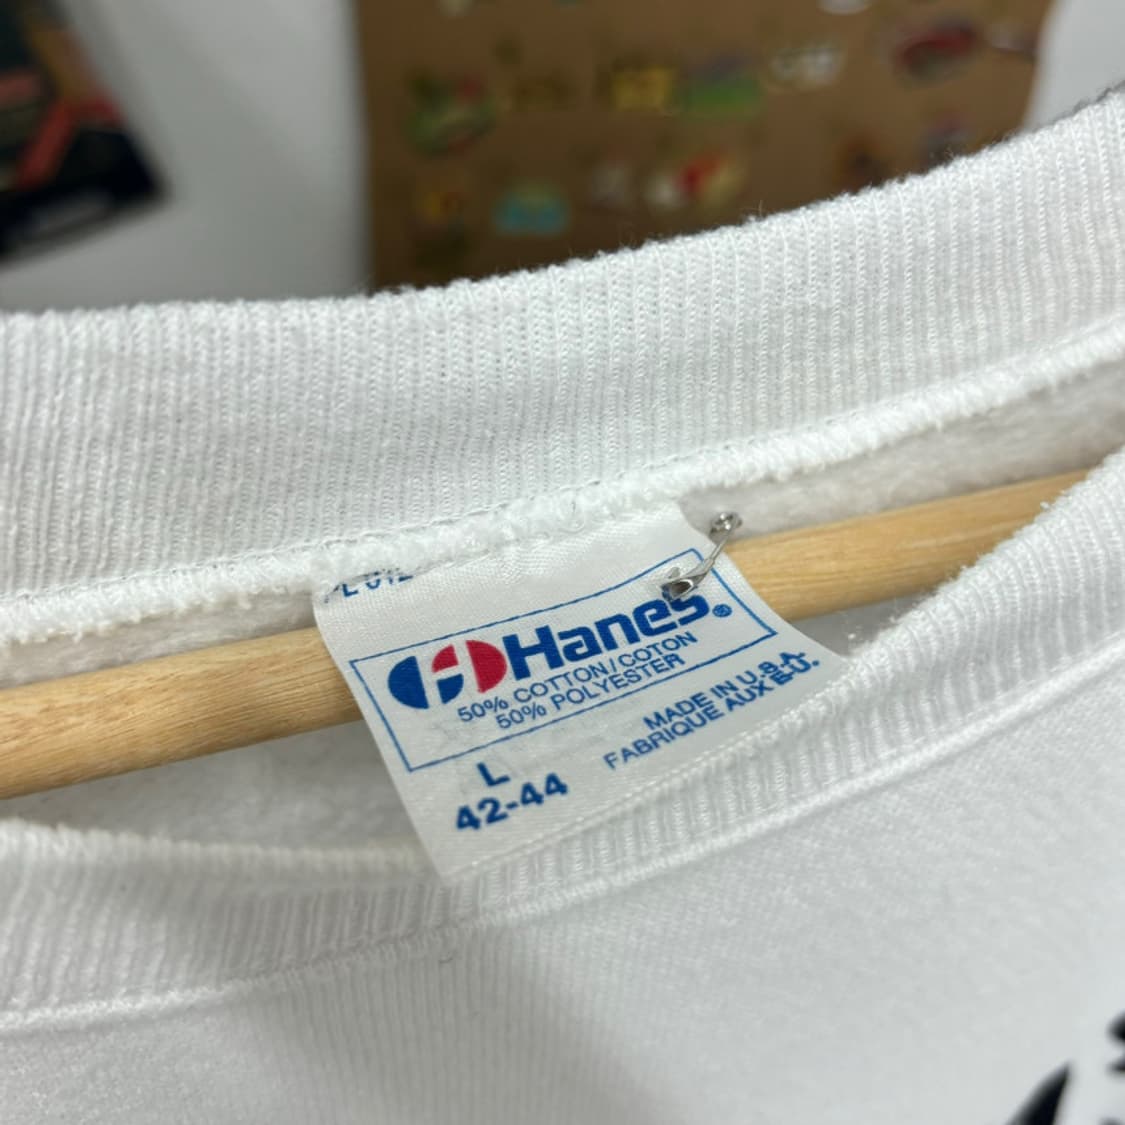 Hanes®
50% COTTON/COTON
50% POLYESTER
MADE IN U.S.A.
FABRIQUE AUX E-U.
L
42-44